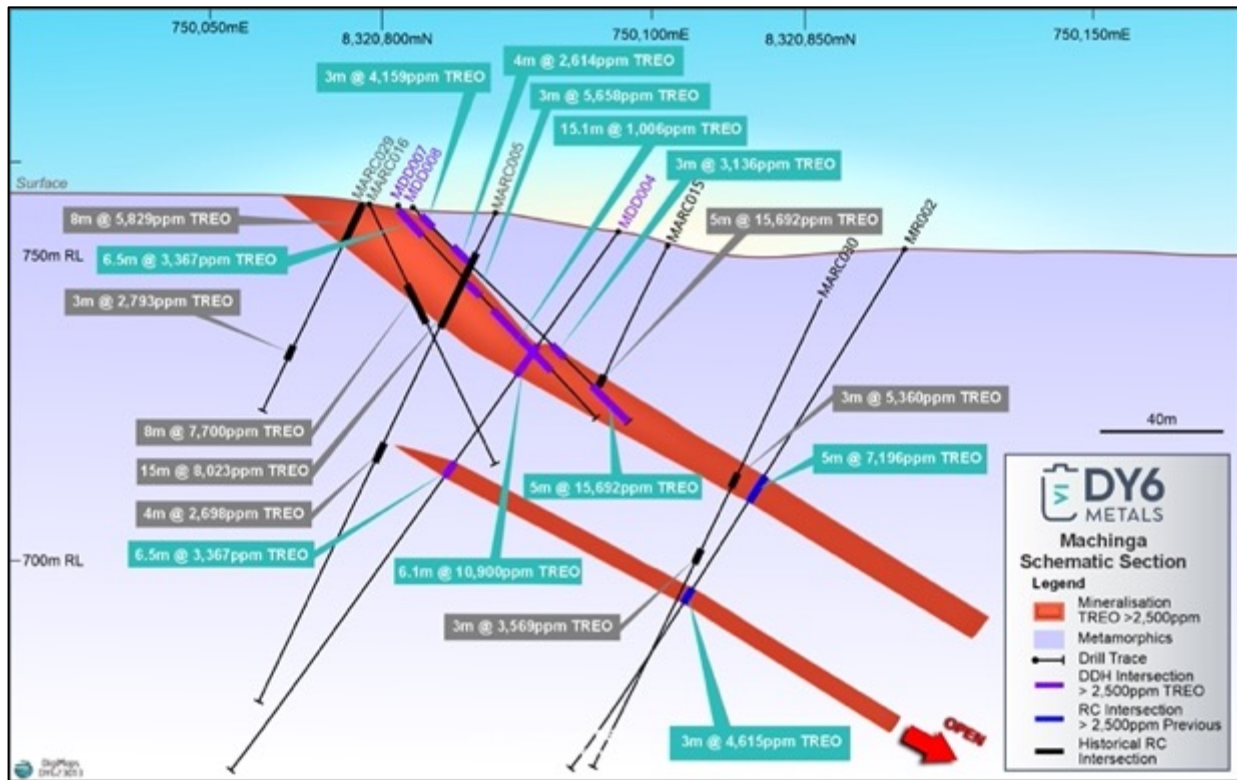 750,050mE
8,320,800mN
750,100mE
8,320,850mN
750,150mE
4m @ 2,614ppm TREO
3m @ 4,159ppm TREO
3m @ 5,658ppm TREO
15.1m @ 1,006ppm TREO
3m @ 3,136ppm TREO
Surface
MARC029
MARC016
MDD007
MDD008
MARC005
MDD004
MARC015
MARC030
MR002
8m @ 5,829ppm TREO
5m @ 15,692ppm TREO
750m RL
6.5m @ 3,367ppm TREO
3m @ 2,793ppm TREO
3m @ 5,360ppm TREO
40m
8m @ 7,700ppm TREO
15m @ 8,023ppm TREO
5m @ 15,692ppm TREO
5m @ 7,196ppm TREO
4m @ 2,698ppm TREO
6.5m @ 3,367ppm TREO
700m RL
6.1m @ 10,900ppm TREO
3m @ 3,569ppm TREO
3m @ 4,615ppm TREO
OPEN
DY6
METALS
Machinga
Schematic Section
Legend
Mineralisation
TREO >2,500ppm
Metamorphics
Drill Trace
DDH Intersection
> 2,500ppm TREO
RC Intersection
> 2,500ppm Previous
Historical RC
Intersection
DigiMaps